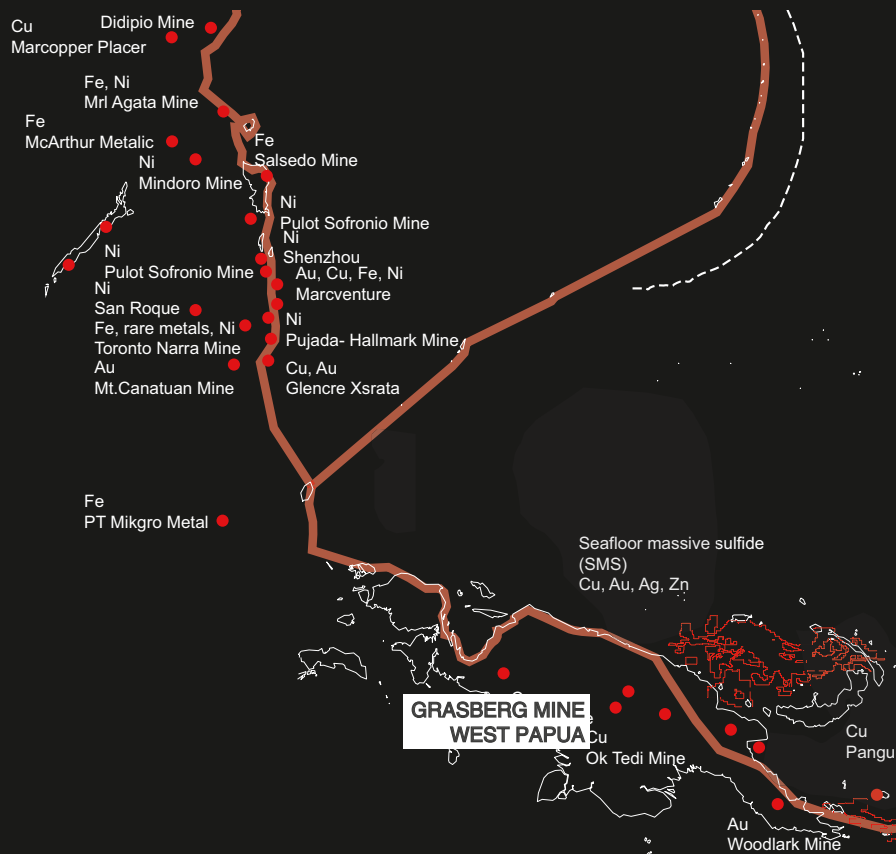 Didipio Mine
Cu
Marcopper Placer
Fe, Ni
Mrl Agata Mine
Fe
McArthur Metalic
Fe
Salsedo Mine
Ni
Mindoro Mine
Ni
Pulot Sofronio Mine
Ni
Shenzhou
Ni
Pulot Sofronio Mine
Au, Cu, Fe, Ni
Marcventure
Ni
San Roque
Fe, rare metals, Ni
Toronto Narra Mine
Ni
Pujada- Hallmark Mine
Au
Mt.Canatuan Mine
Cu, Au
Glencre Xsrata
Fe
PT Mikgro Metal
Seafloor massive sulfide
(SMS)
Cu, Au, Ag, Zn
GRASBERG MINE
WEST PAPUA
Cu
Ok Tedi Mine
Cu
Pangu
Au
Woodlark Mine